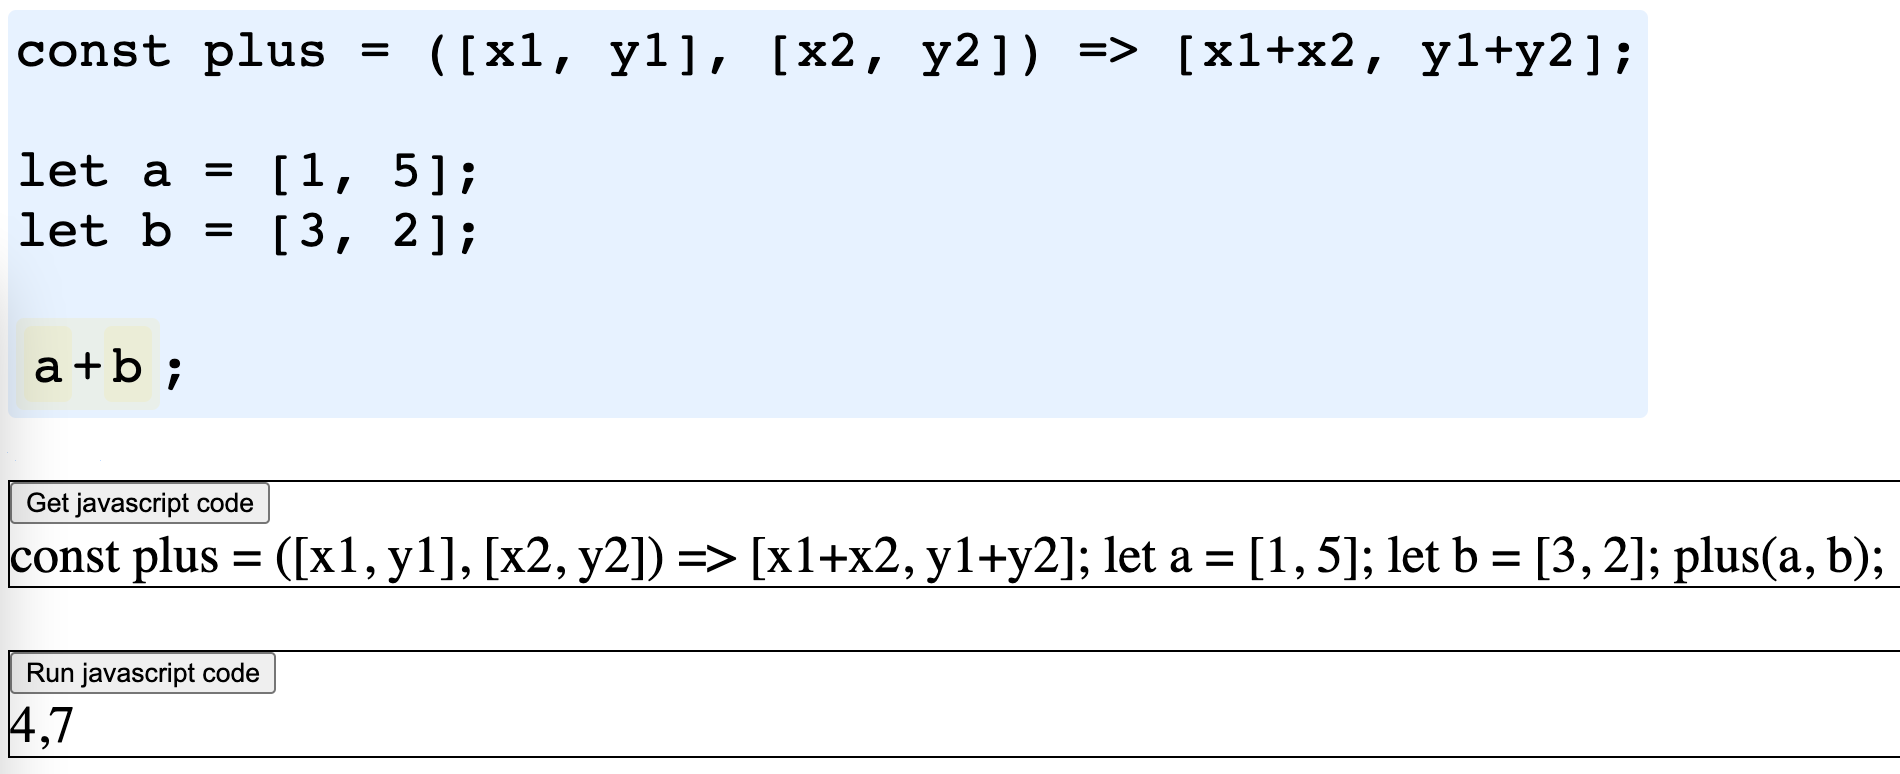 const plus = ([x1, y1], [x2, y2]) => [x1+x2, y1+y2];
let a = [1, 5];
let b = [3, 2];
a+b;
Get javascript code
const plus = ([x1, y1], [x2, y2]) => [x1+x2, y1+y2]; let a = [1, 5]; let b = [3, 2]; plus(a, b);
Run javascript code
4,7